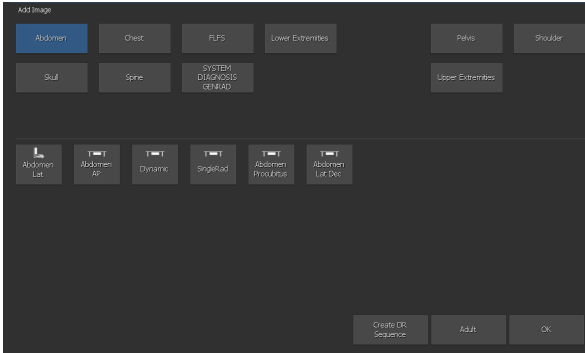 Add Image
Abdomen
Chest
FLFS
Lower Extremities
Pelvis
Shoulder
Skull
Spine
SYSTEM
DIAGNOSIS
GENRAD
Upper Extremities
Abdomen
Lat
Abdomen
AP
Dynamic
SingleRad
Abdomen
Procubitus
Abdomen
Lat Dec
Create DR
Sequence
Adult
OK